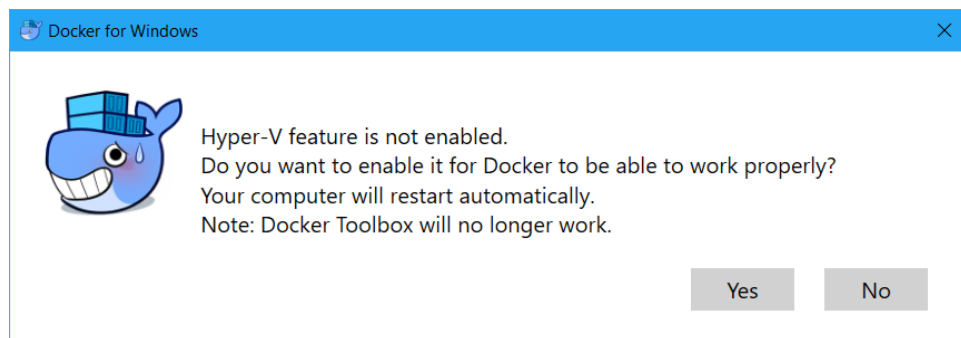 Docker for Windows
Hyper-V feature is not enabled.
Do you want to enable it for Docker to be able to work properly?
Your computer will restart automatically.
Note: Docker Toolbox will no longer work.
Yes No